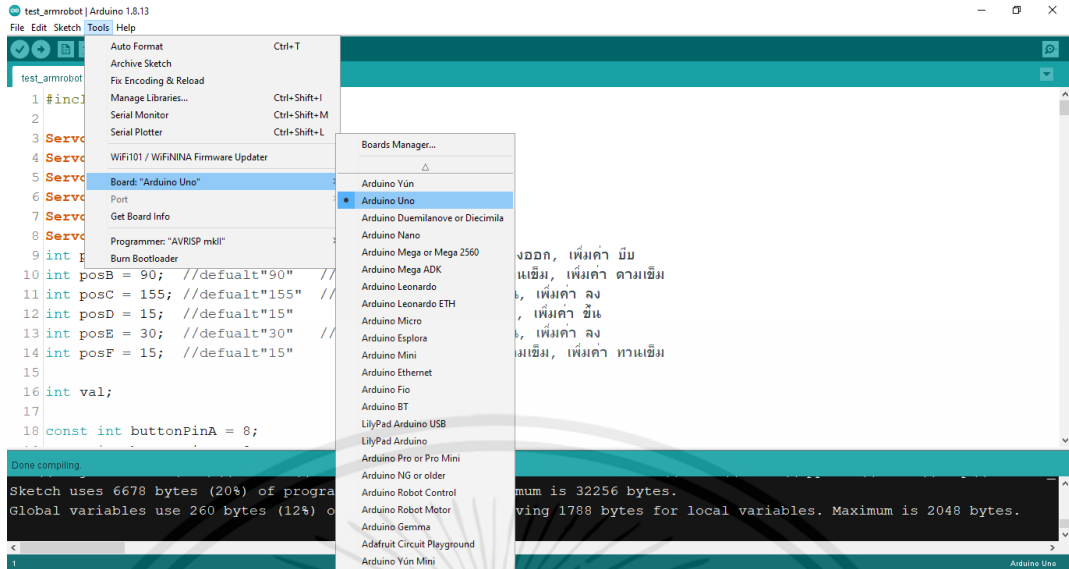 test_armrobot | Arduino 1.8.13
File Edit Sketch Tools Help
test_armrobot
Auto Format Ctrl+T
Archive Sketch
Fix Encoding & Reload
Manage Libraries... Ctrl+Shift+I
Serial Monitor Ctrl+Shift+M
Serial Plotter Ctrl+Shift+L
WiFi101 / WiFiNINA Firmware Updater
Board: "Arduino Uno"
Port
Get Board Info
Programmer: "AVRISP mkII"
Burn Bootloader
Boards Manager...
Arduino Yún
Arduino Uno
Arduino Duemilanove or Diecimila
Arduino Nano
Arduino Mega or Mega 2560
Arduino Mega ADK
Arduino Leonardo
Arduino Leonardo ETH
Arduino Micro
Arduino Esplora
Arduino Mini
Arduino Ethernet
Arduino Fio
Arduino BT
LilyPad Arduino USB
LilyPad Arduino
Arduino Pro or Pro Mini
Arduino NG or older
Arduino Robot Control
Arduino Robot Motor
Arduino Gemma
Adafruit Circuit Playground
Arduino Yún Mini
1 #incl
2
3 Servo
4 Servo
5 Servo
6 Servo
7 Servo
8 Servo
9 int p งออก, เพิ่มค่า บีบ
10 int posB = 90; //defualt"90" // นเข็ม, เพิ่มค่า ตามเข็ม
11 int posC = 155; //defualt"155" // , เพิ่มค่า ลง
12 int posD = 15; //defualt"15" , เพิ่มค่า ขึ้น
13 int posE = 30; //defualt"30" // , เพิ่มค่า ลง
14 int posF = 15; //defualt"15" ามเข็ม, เพิ่มค่า ทวนเข็ม
15
16 int val;
17
18 const int buttonPinA = 8;
Done compiling.
Sketch uses 6678 bytes (20%) of progra mum is 32256 bytes.
Global variables use 260 bytes (12%) o ving 1788 bytes for local variables. Maximum is 2048 bytes.
1 Arduino Uno